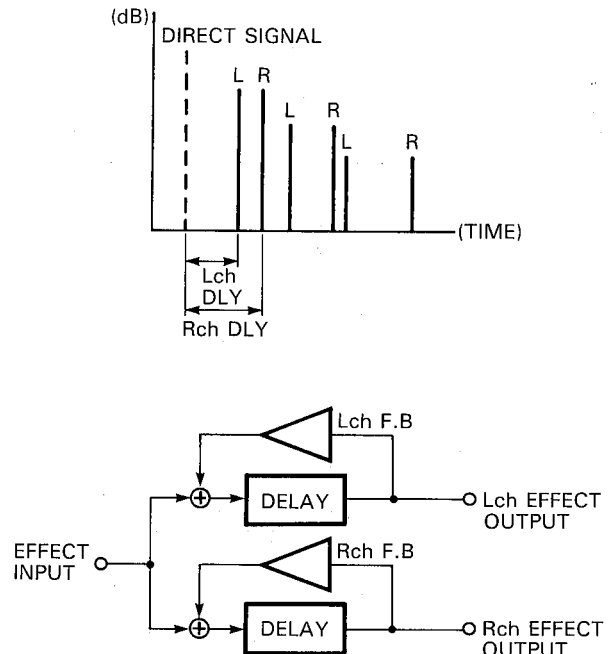 (dB)
DIRECT SIGNAL
L R
L R
L R
(TIME)
Lch
DLY
Rch DLY
Lch F.B
DELAY
Lch EFFECT
OUTPUT
EFFECT
INPUT
Rch F.B
DELAY
Rch EFFECT
OUTPUT